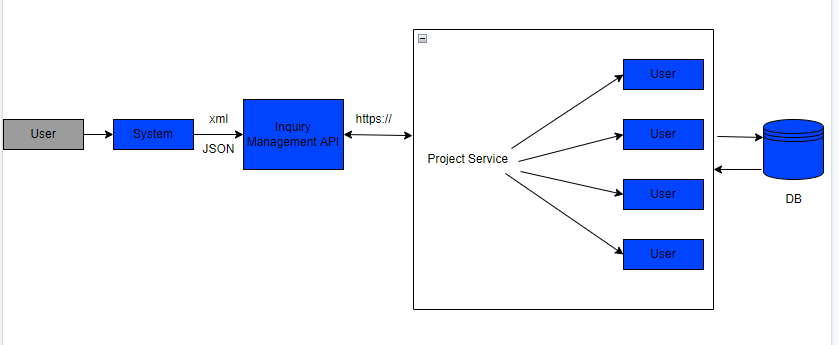 User
System
xml
JSON
Inquiry
Management API
https://
Project Service
User
User
User
User
DB